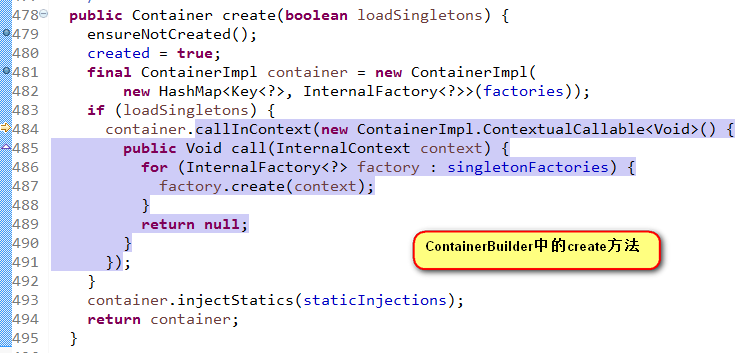 478 public Container create(boolean loadSingletons) {
479 ensureNotCreated();
480 created = true;
481 final ContainerImpl container = new ContainerImpl(
482 new HashMap<Key<?>, InternalFactory<?>>(factories));
483 if (loadSingletons) {
484 container.callInContext(new ContainerImpl.ContextualCallable<Void>() {
485 public Void call(InternalContext context) {
486 for (InternalFactory<?> factory : singletonFactories) {
487 factory.create(context);
488 }
489 return null;
490 }
491 });
492 }
493 container.injectStatics(staticInjections);
494 return container;
495 }
ContainerBuilder中的create方法